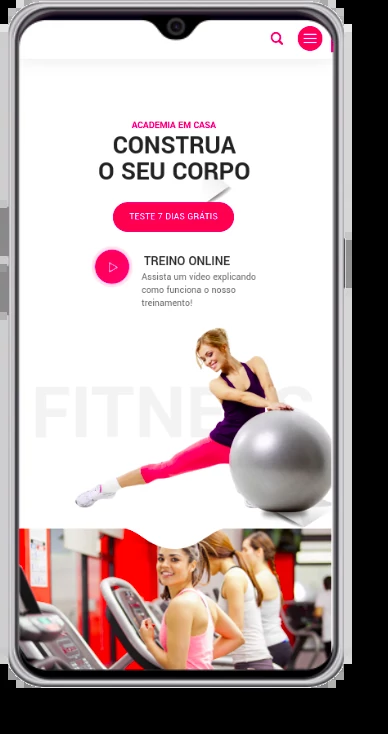 ACADEMIA EM CASA
CONSTRUA
O SEU CORPO
TESTE 7 DIAS GRÁTIS
TREINO ONLINE
Assista um vídeo explicando
como funciona o nosso
treinamento!
FITNESS